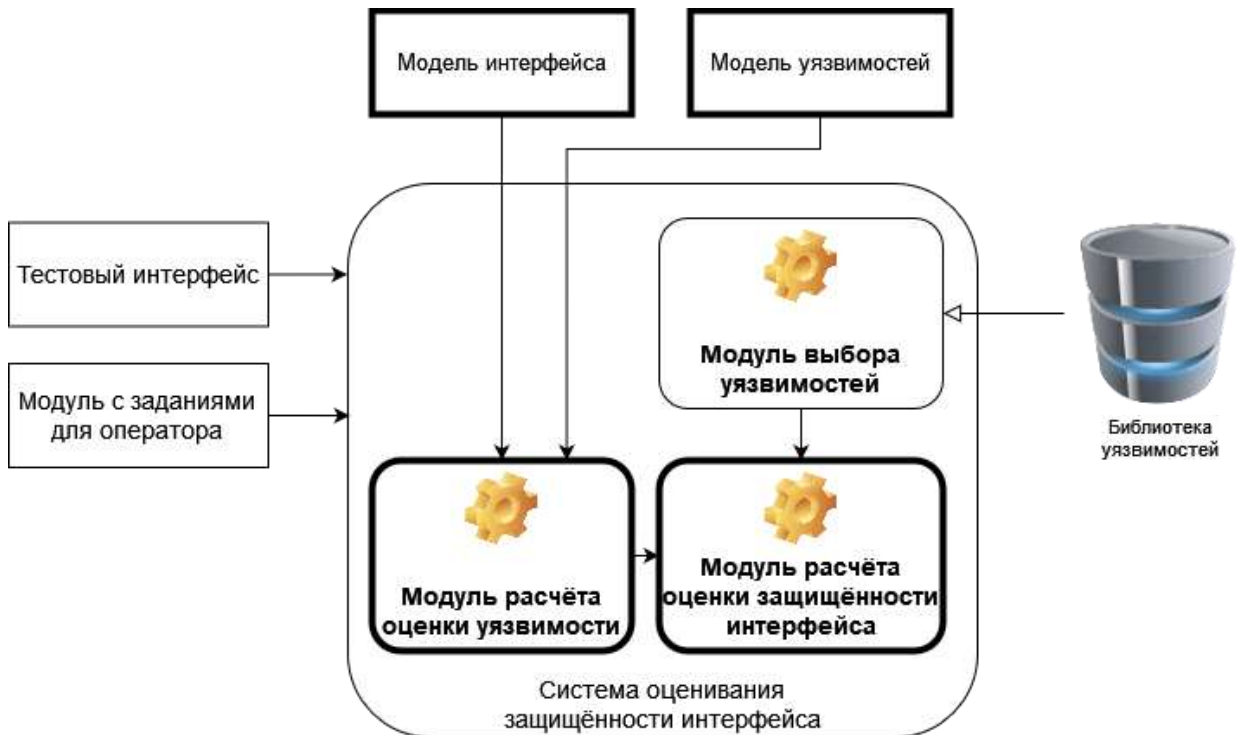 Модель интерфейса
Модель уязвимостей
Тестовый интерфейс
Модуль с заданиями
для оператора
Модуль выбора
уязвимостей
Библиотека
уязвимостей
Модуль расчёта
оценки уязвимости
Модуль расчёта
оценки защищённости
интерфейса
Система оценивания
защищённости интерфейса